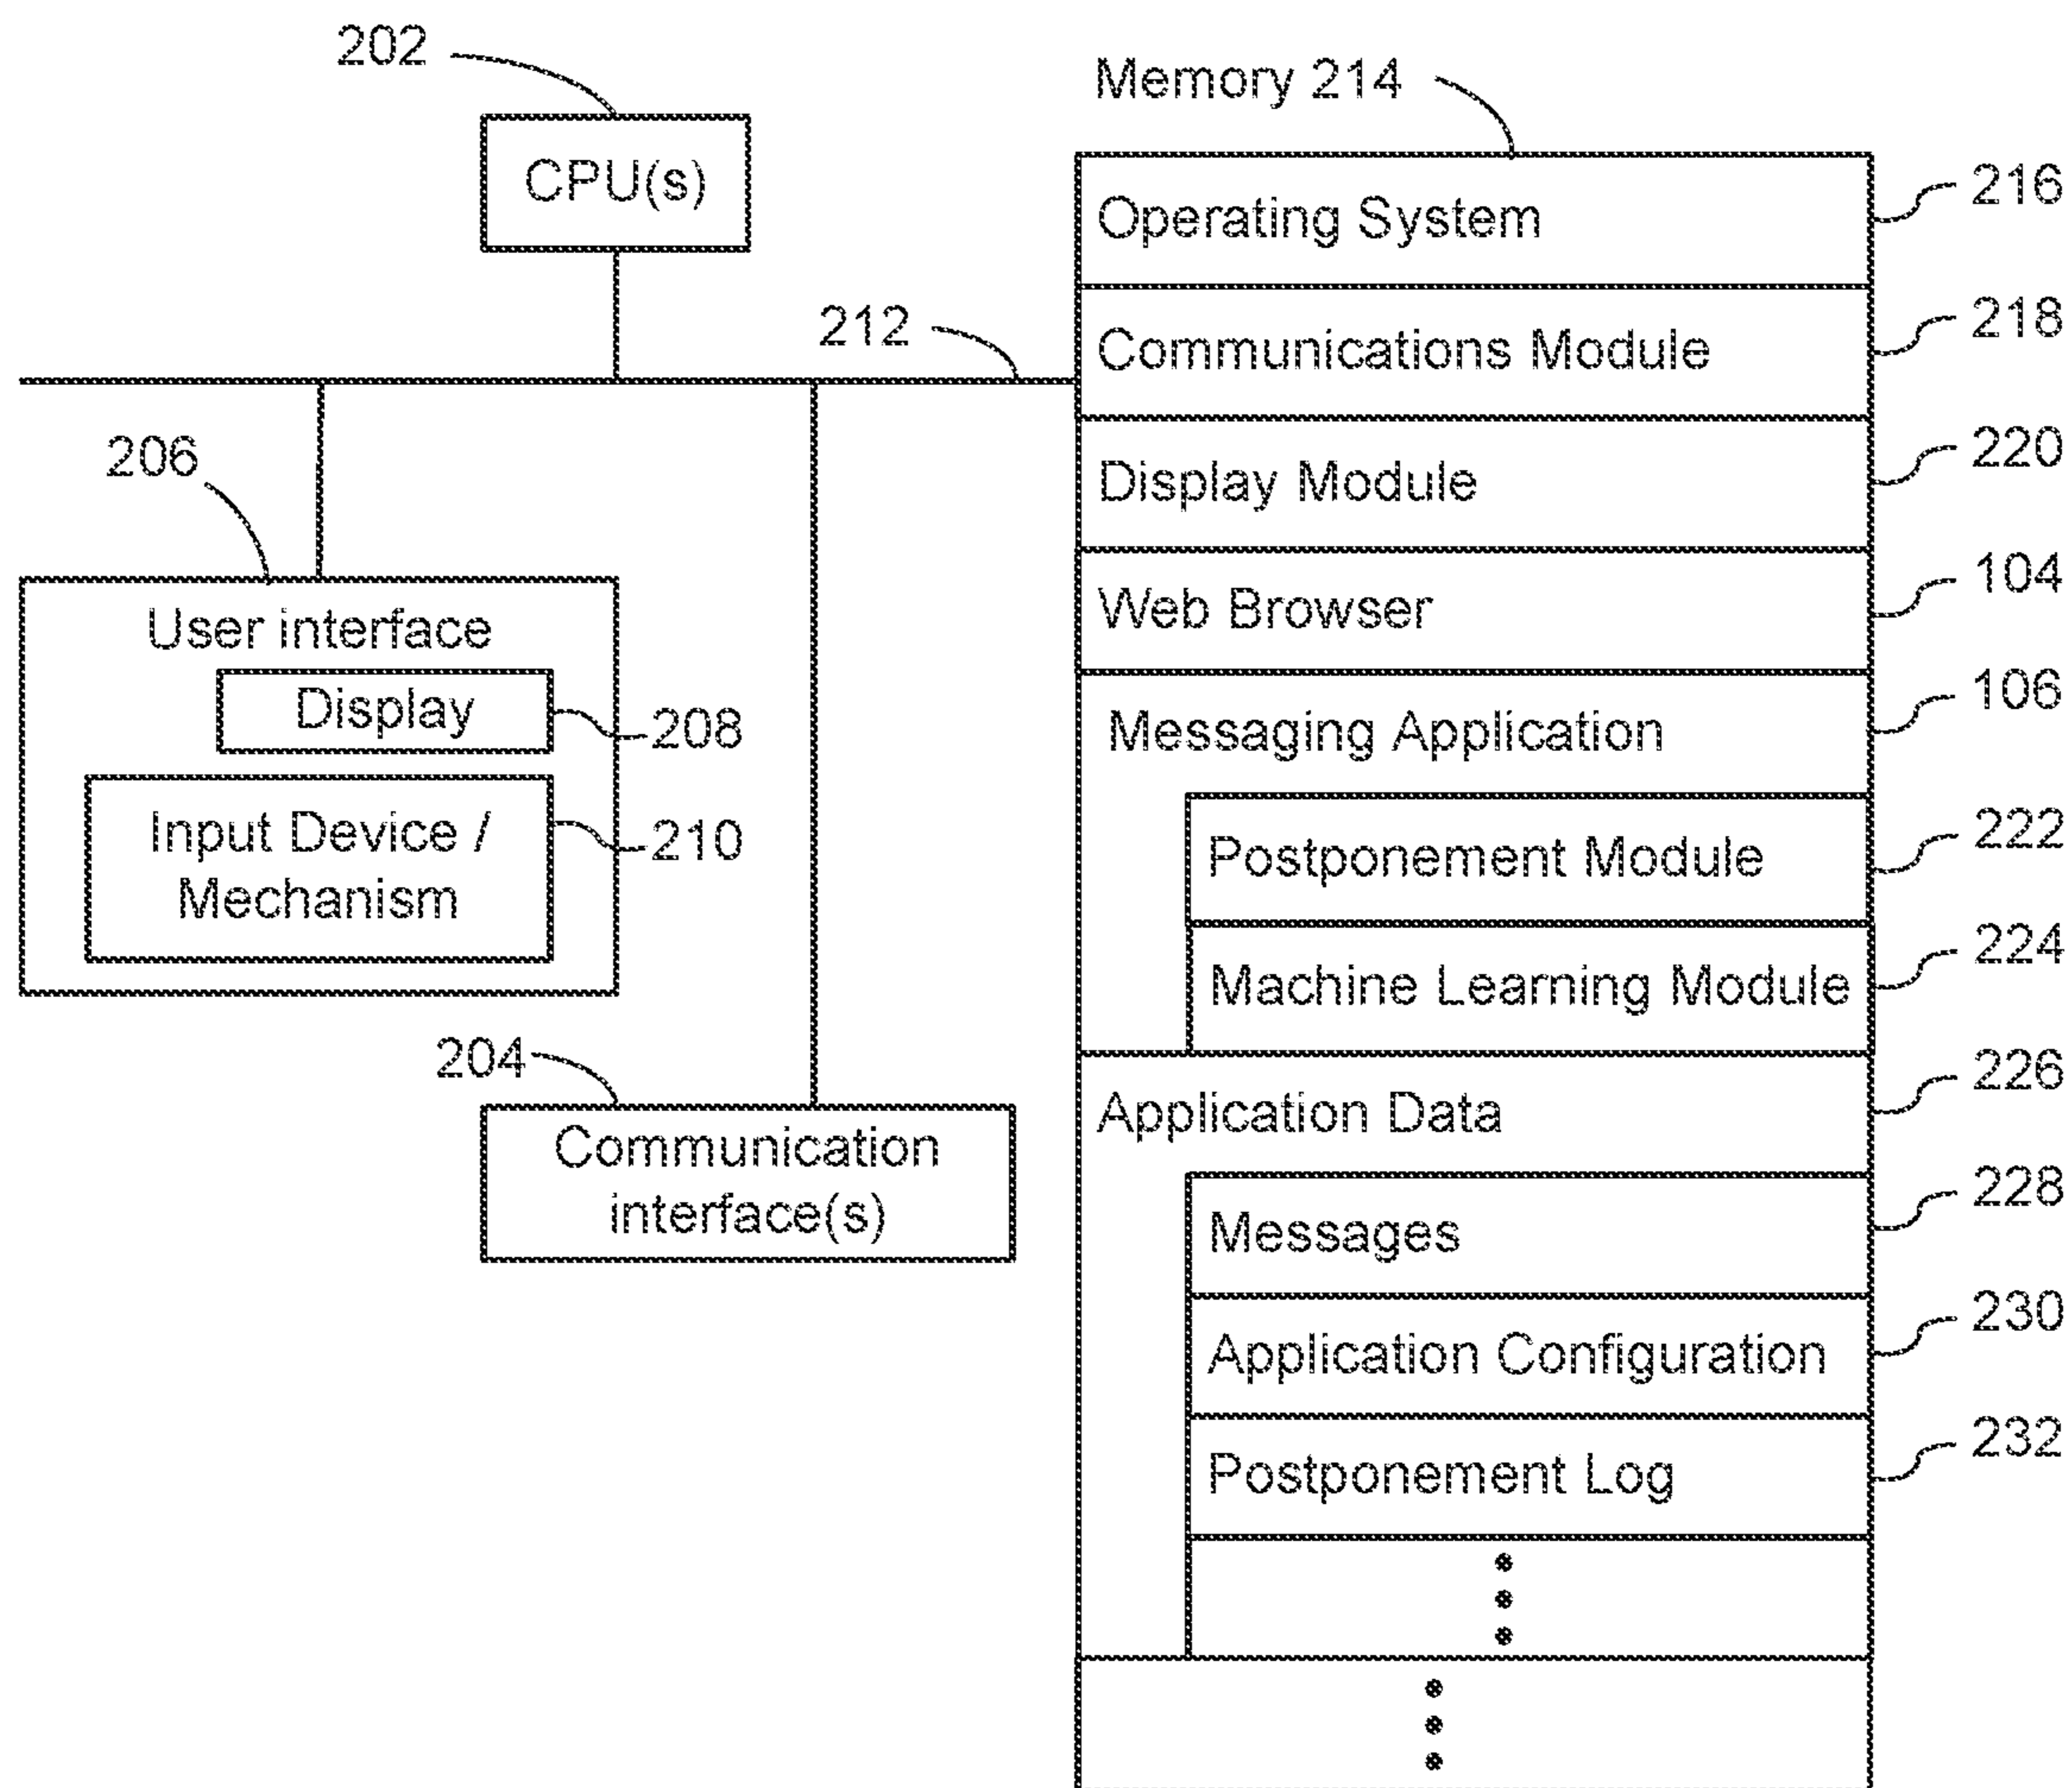 202
CPU(s)
212
206
User interface
Display
208
Input Device /
Mechanism
210
204
Communication
interface(s)
Memory 214
Operating System
216
Communications Module
218
Display Module
220
Web Browser
104
Messaging Application
106
Postponement Module
222
Machine Learning Module
224
Application Data
226
Messages
228
Application Configuration
230
Postponement Log
232